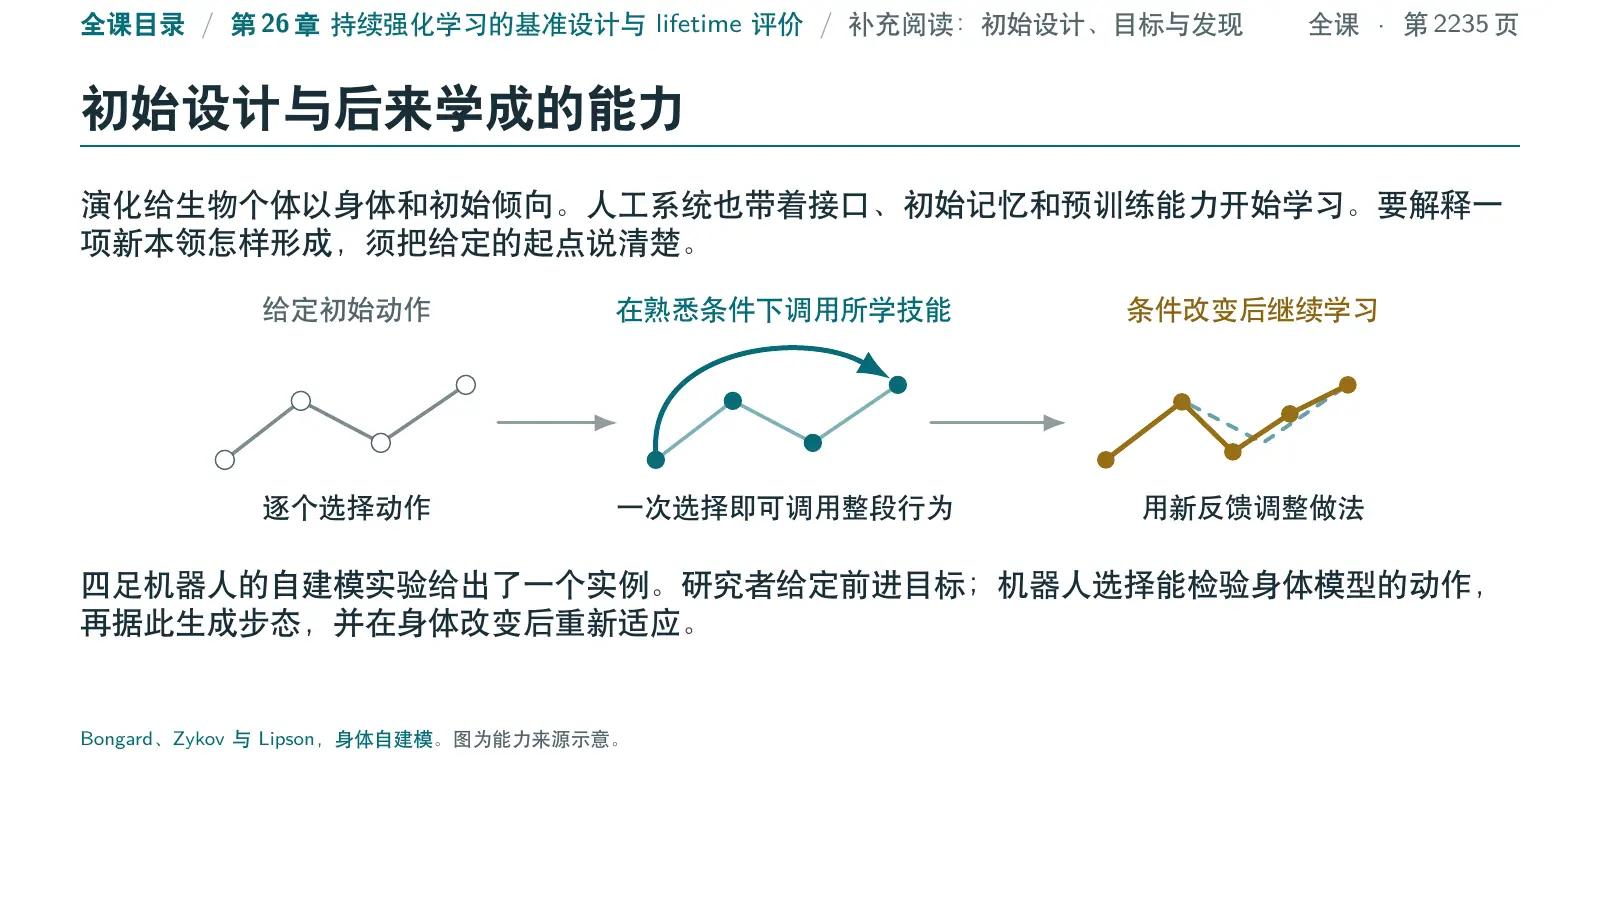 全课目录 / 第 26 章 持续强化学习的基准设计与 lifetime 评价 / 补充阅读：初始设计、目标与发现 全课 · 第 2235 页
初始设计与后来学成的能力
演化给生物个体以身体和初始倾向。人工系统也带着接口、初始记忆和预训练能力开始学习。要解释一
项新本领怎样形成，须把给定的起点说清楚。
给定初始动作 在熟悉条件下调用所学技能 条件改变后继续学习
逐个选择动作 一次选择即可调用整段行为 用新反馈调整做法
四足机器人的自建模实验给出了一个实例。研究者给定前进目标；机器人选择能检验身体模型的动作，
再据此生成步态，并在身体改变后重新适应。
Bongard、Zykov 与 Lipson，身体自建模。图为能力来源示意。